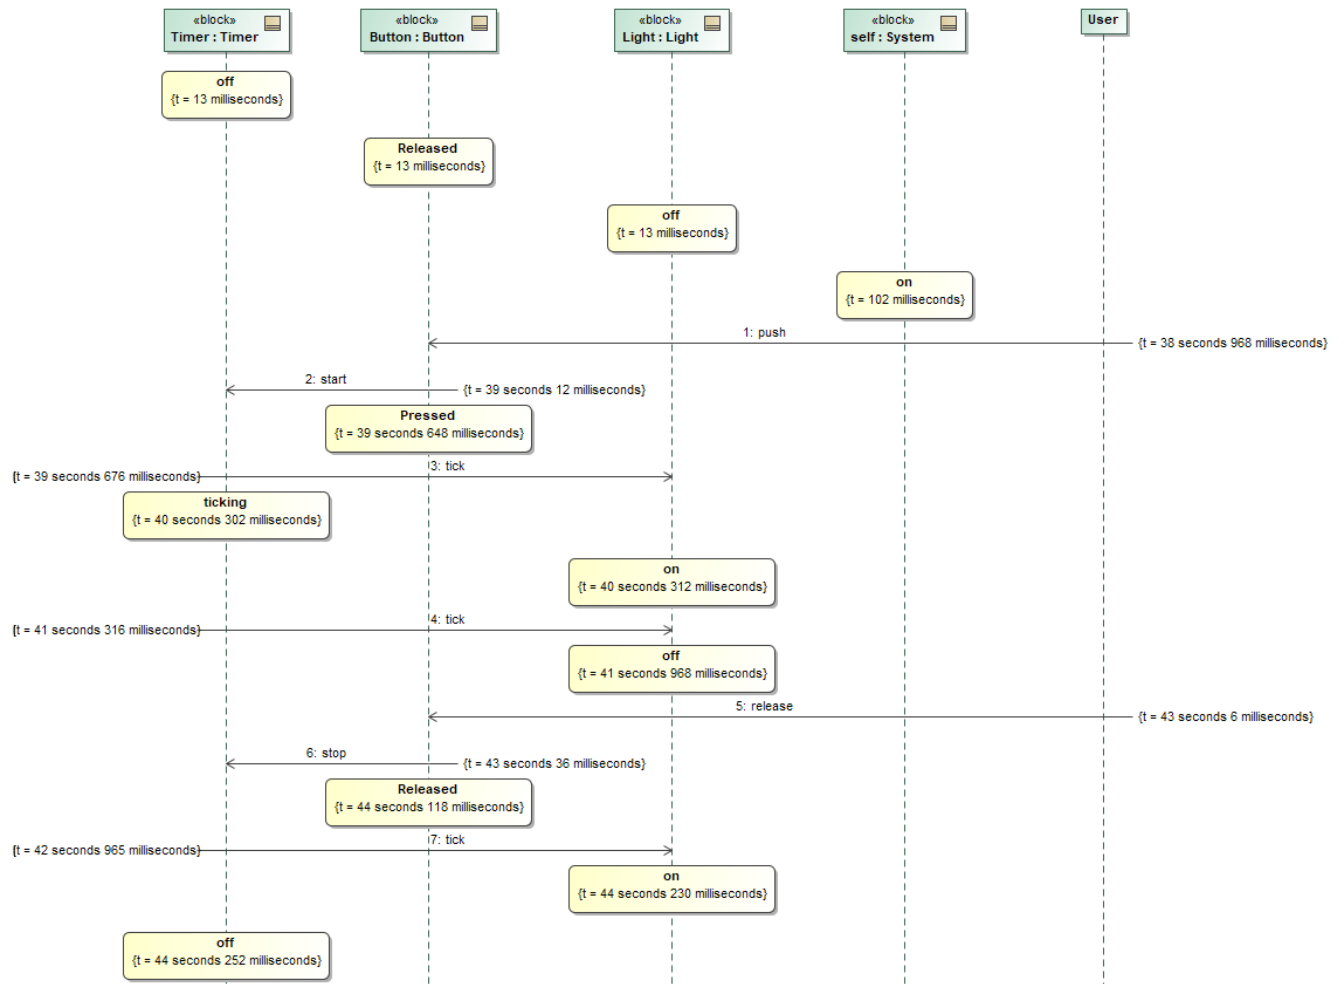 «block»
Timer : Timer
«block»
Button : Button
«block»
Light : Light
«block»
self : System
User
off
{t = 13 milliseconds}
Released
{t = 13 milliseconds}
off
{t = 13 milliseconds}
on
{t = 102 milliseconds}
1: push
{t = 38 seconds 968 milliseconds}
2: start
{t = 39 seconds 12 milliseconds}
Pressed
{t = 39 seconds 648 milliseconds}
3: tick
{t = 39 seconds 676 milliseconds}
ticking
{t = 40 seconds 302 milliseconds}
on
{t = 40 seconds 312 milliseconds}
4: tick
{t = 41 seconds 316 milliseconds}
off
{t = 41 seconds 968 milliseconds}
5: release
{t = 43 seconds 6 milliseconds}
6: stop
{t = 43 seconds 36 milliseconds}
Released
{t = 44 seconds 118 milliseconds}
7: tick
{t = 42 seconds 965 milliseconds}
on
{t = 44 seconds 230 milliseconds}
off
{t = 44 seconds 252 milliseconds}